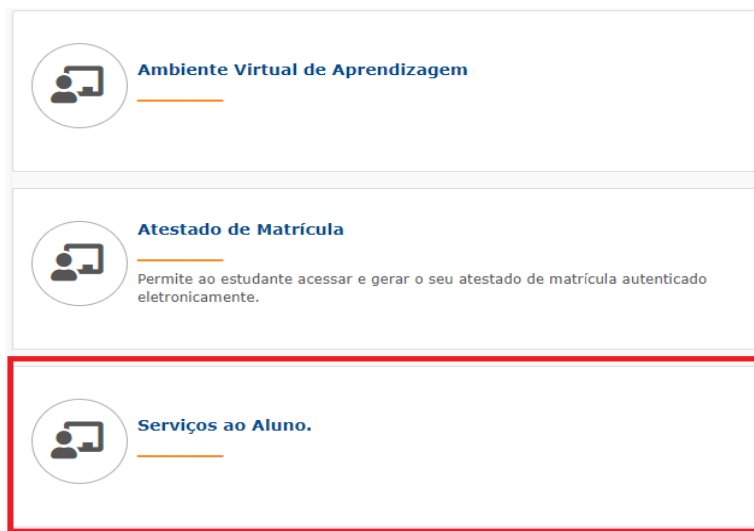 Ambiente Virtual de Aprendizagem
Atestado de Matrícula
Permite ao estudante acessar e gerar o seu atestado de matrícula autenticado
eletronicamente.
Serviços ao Aluno.